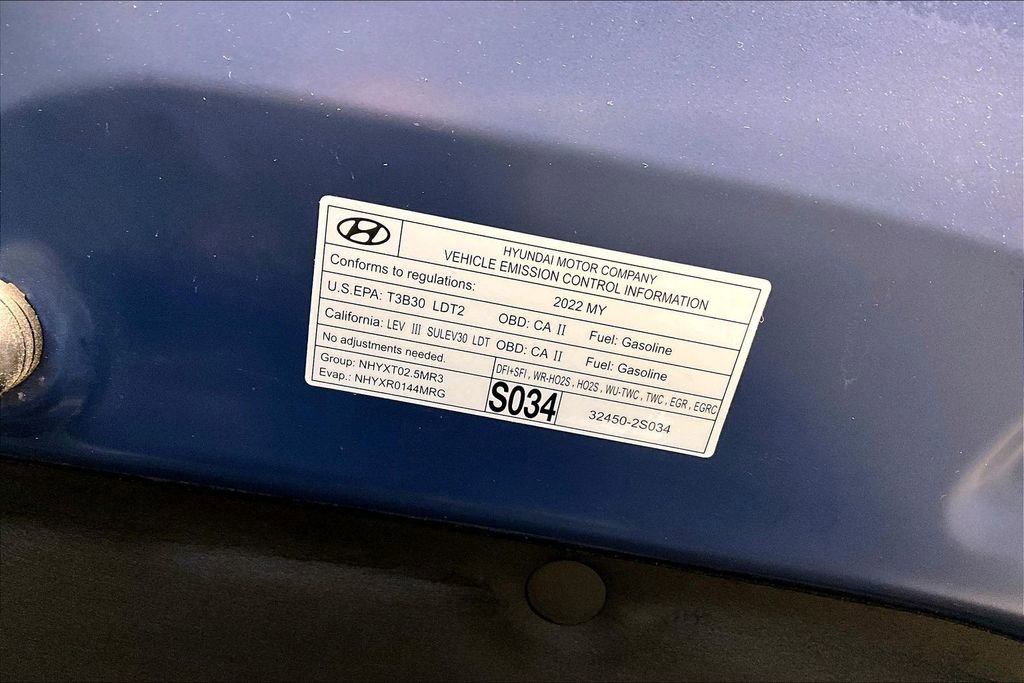 HYUNDAI MOTOR COMPANY
VEHICLE EMISSION CONTROL INFORMATION
Conforms to regulations: 2022 MY
U.S.EPA: T3B30 LDT2 OBD: CA II Fuel: Gasoline
California: LEV III SULEV30 LDT OBD: CA II Fuel: Gasoline
No adjustments needed. DFI+SFI, WR-HO2S, HO2S, WU-TWC, TWC, EGR, EGRC
Group: NHYXT02.5MR3
Evap.: NHYXR0144MRG
S034 32450-2S034